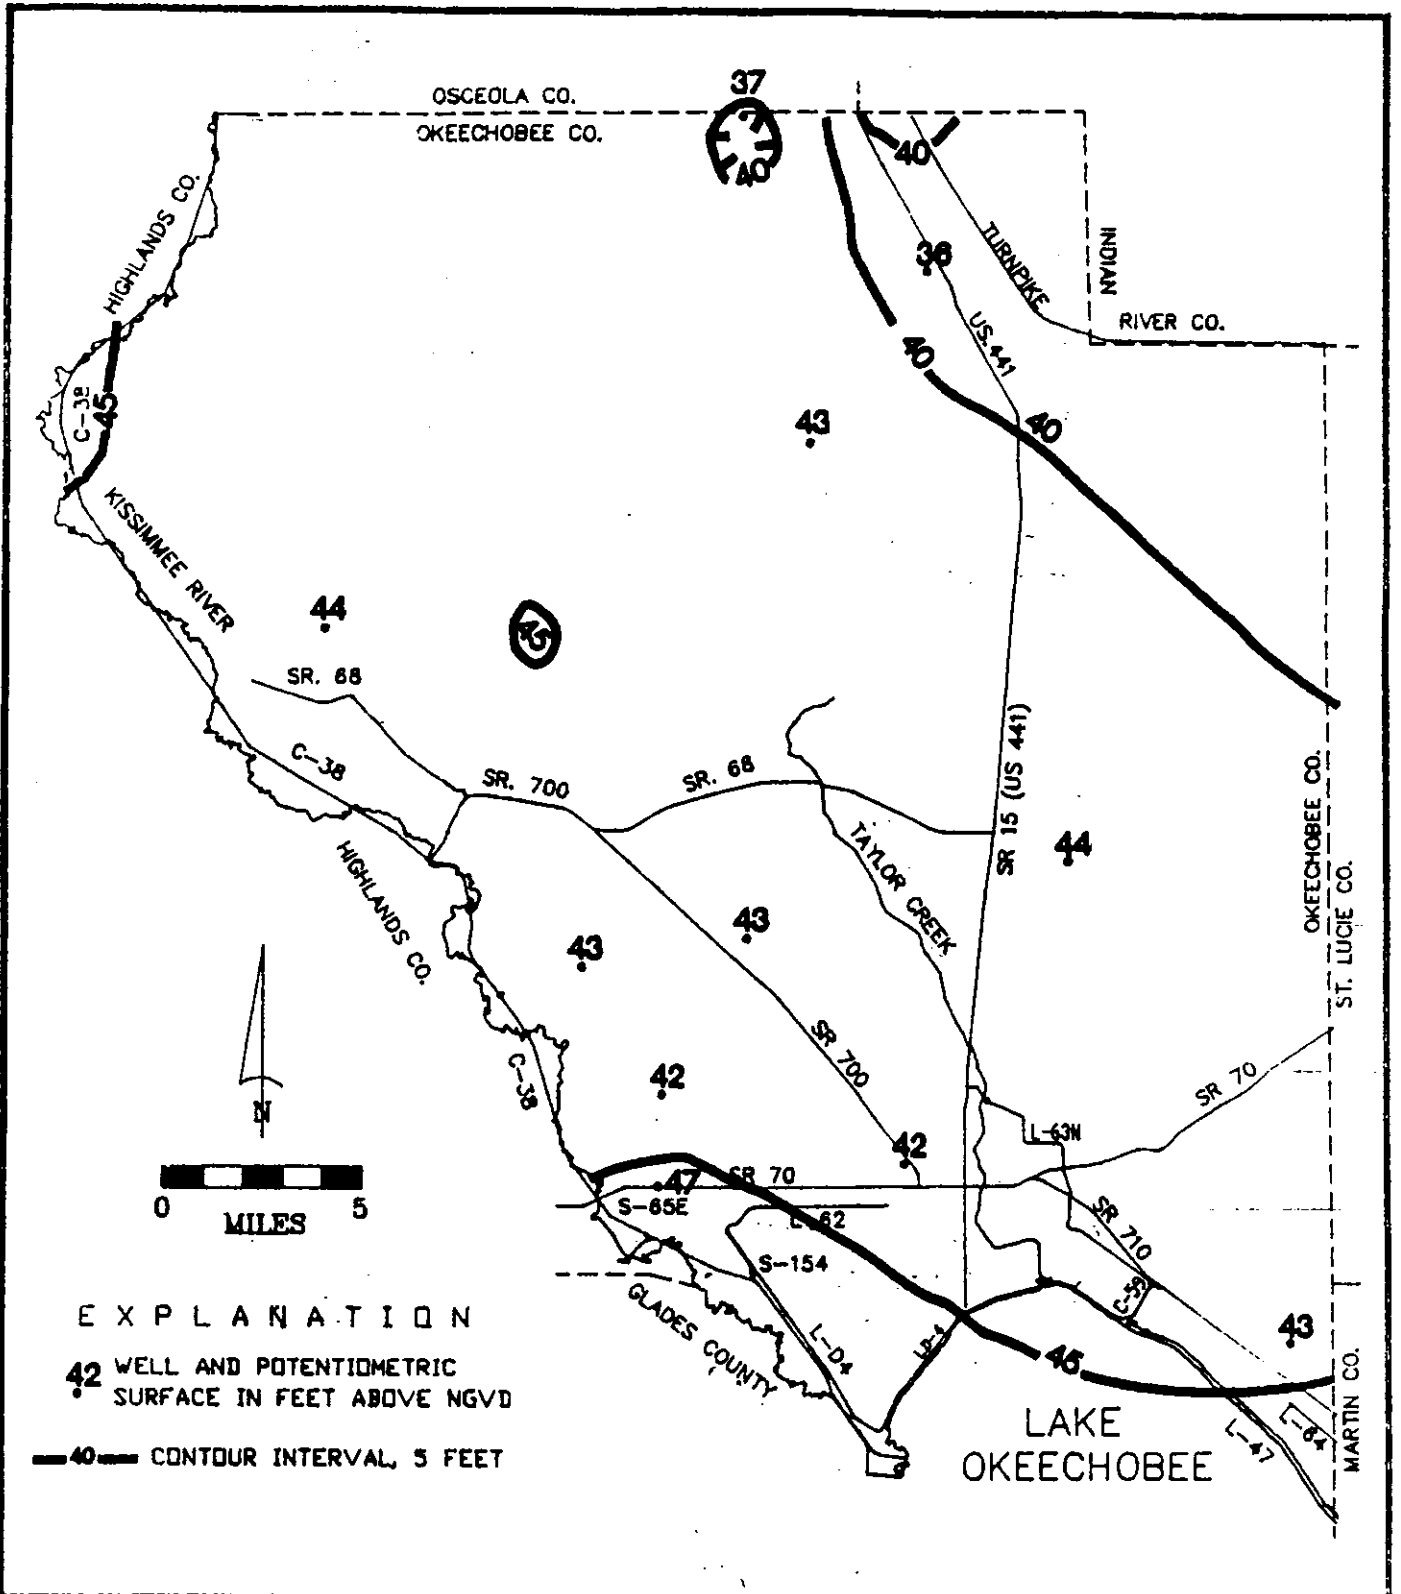 37
OSCEOLA CO.
OKEECHOBEE CO.
40
40
HIGHLANDS CO.
36
TURNPIKE
INDIAN
RIVER CO.
US.441
40
40
C-38
45
43
KISSIMMEE RIVER
44
45
SR. 68
C-38
SR. 700
SR. 68
SR 15 (US 441)
TAYLOR CREEK
44
OKEECHOBEE CO.
ST. LUCIE CO.
HIGHLANDS CO.
43
43
C-38
42
SR 700
SR 70
N
L-63N
42
SR 70
47
S-65E
L-62
SR 710
0
5
MILES
S-154
C-59
GLADES COUNTY
L-D4
43
45
EXPLANATION
42 WELL AND POTENTIOMETRIC
SURFACE IN FEET ABOVE NGVD
40 CONTOUR INTERVAL, 5 FEET
LAKE
OKEECHOBEE
L-47
L-64
MARTIN CO.